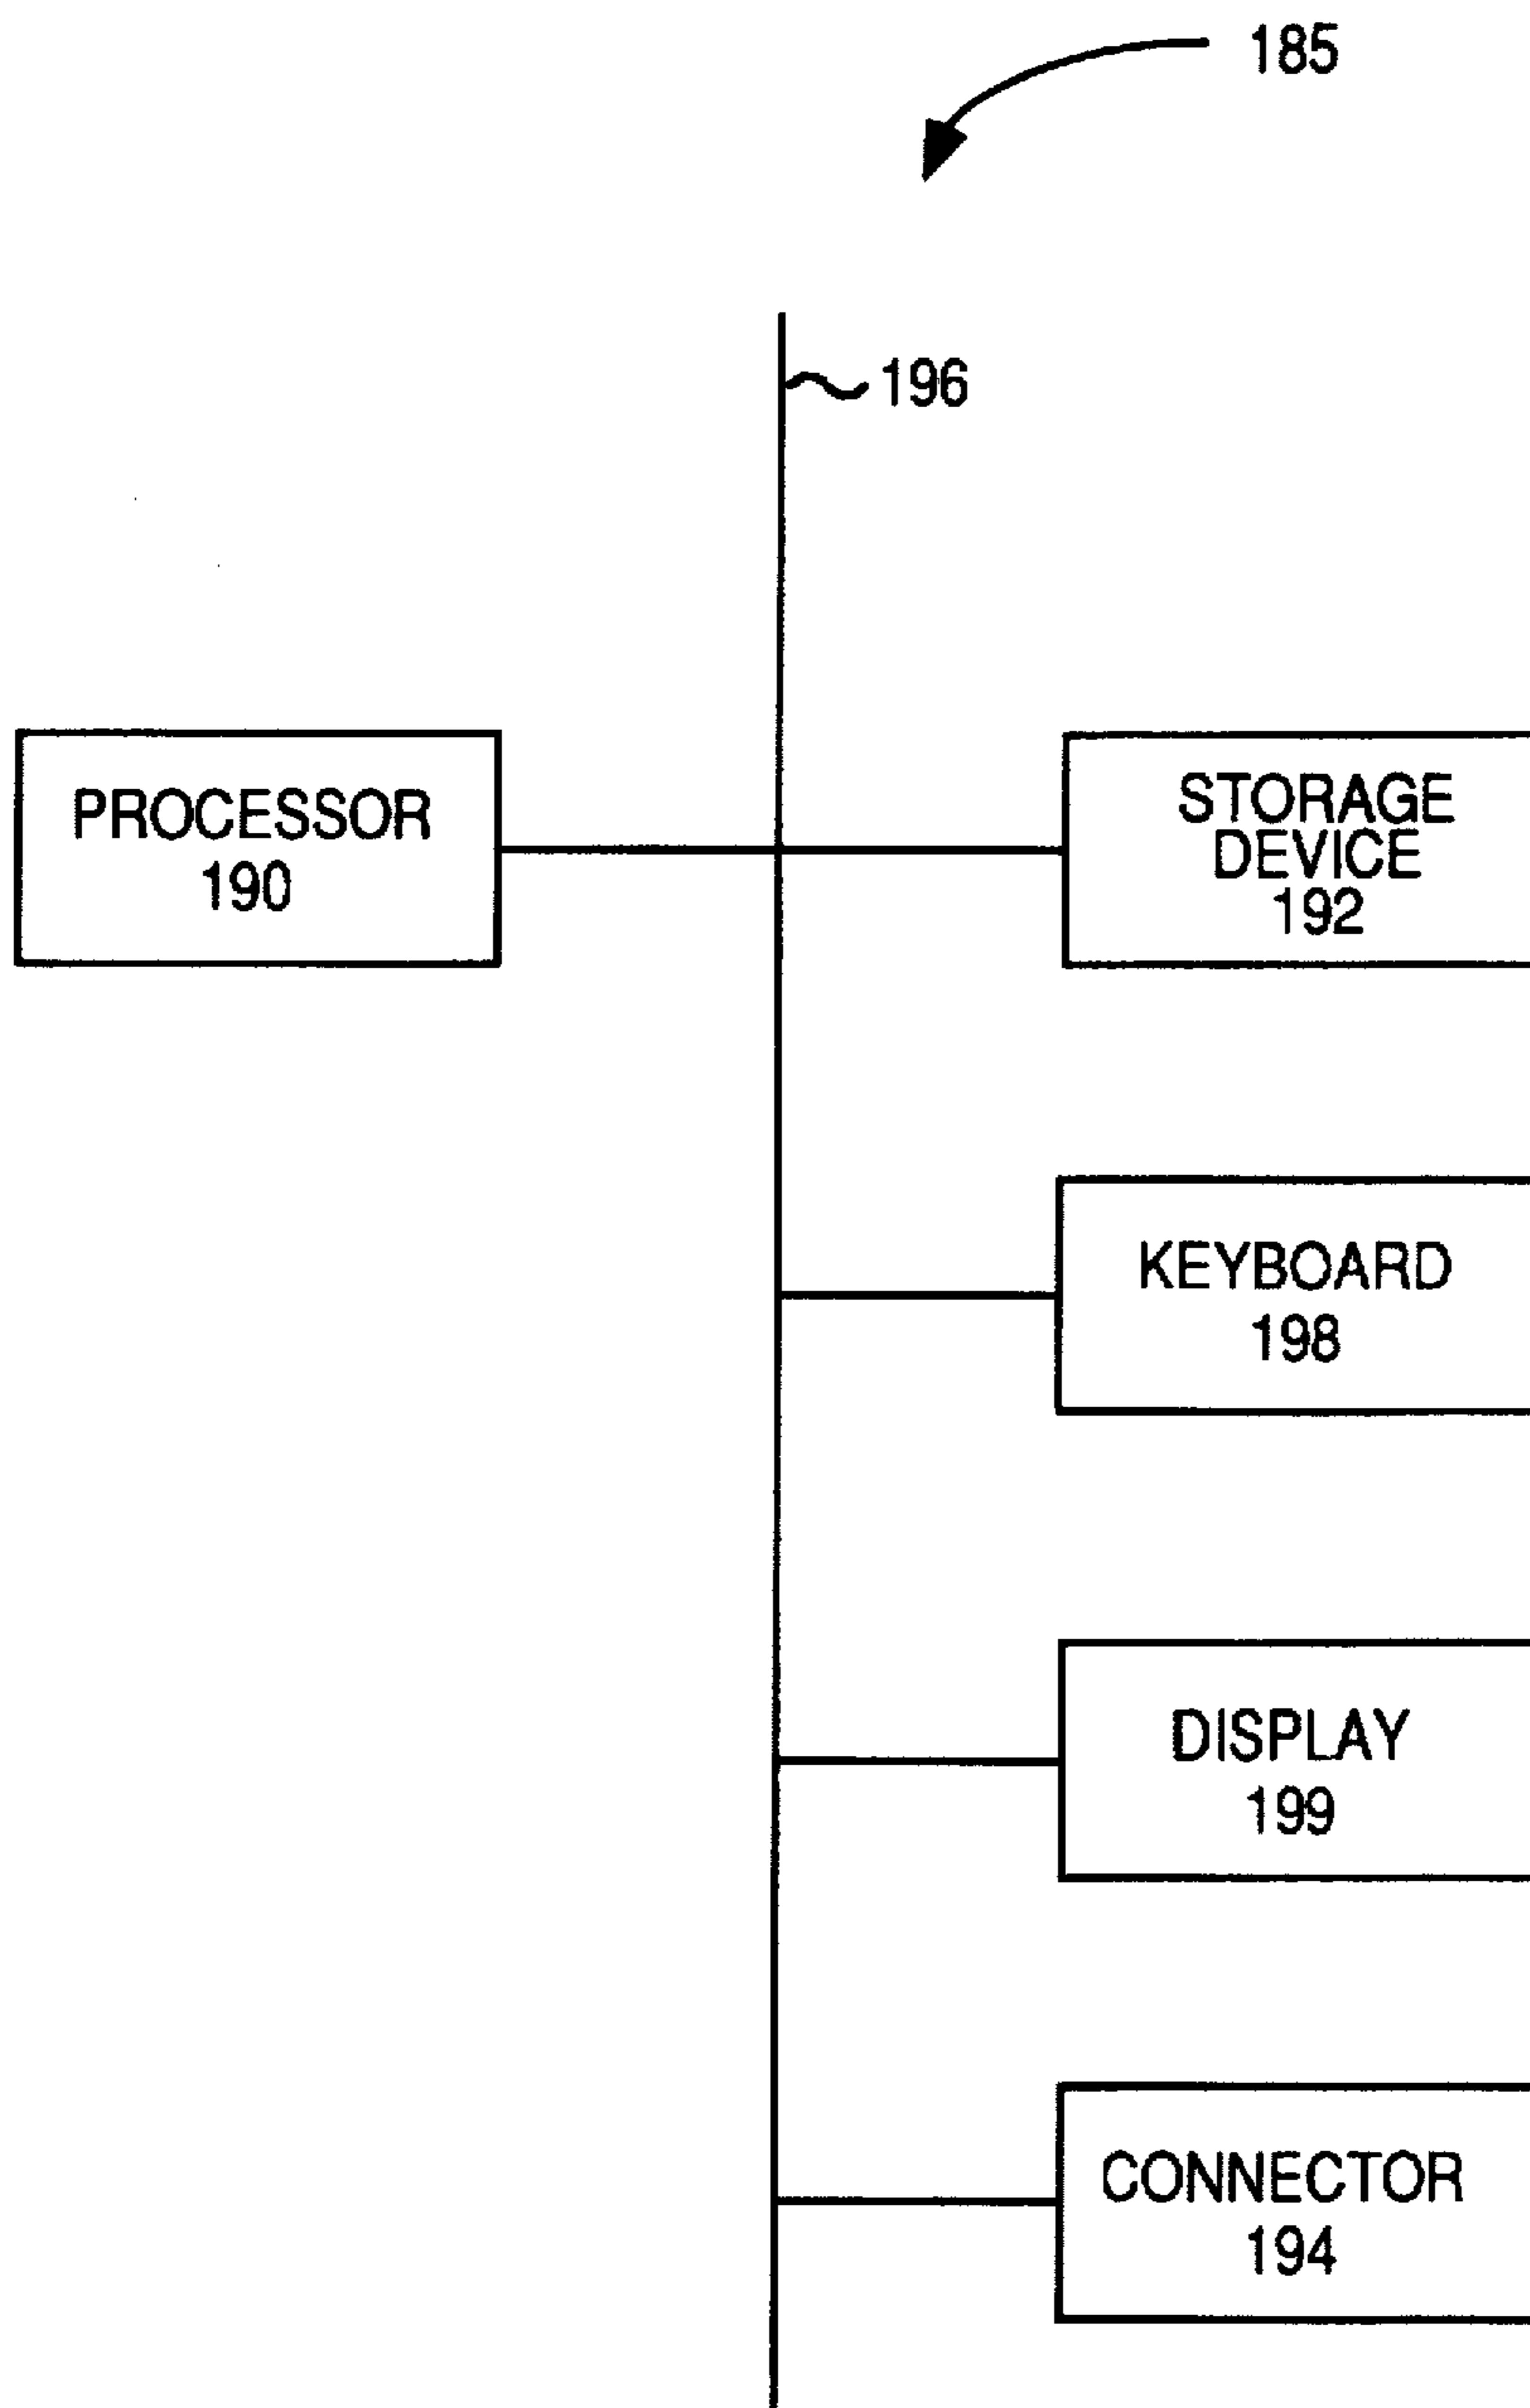 185
196
PROCESSOR
190
STORAGE
DEVICE
192
KEYBOARD
198
DISPLAY
199
CONNECTOR
194